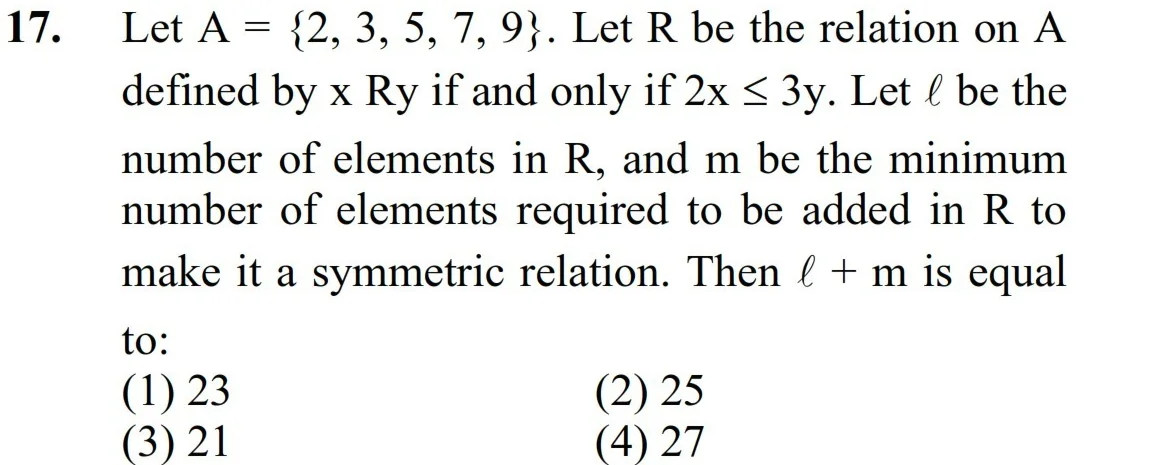 17. Let A = {2, 3, 5, 7, 9}. Let R be the relation on A
defined by x Ry if and only if 2x ≤ 3y. Let ℓ be the
number of elements in R, and m be the minimum
number of elements required to be added in R to
make it a symmetric relation. Then ℓ + m is equal
to:
(1) 23 (2) 25
(3) 21 (4) 27